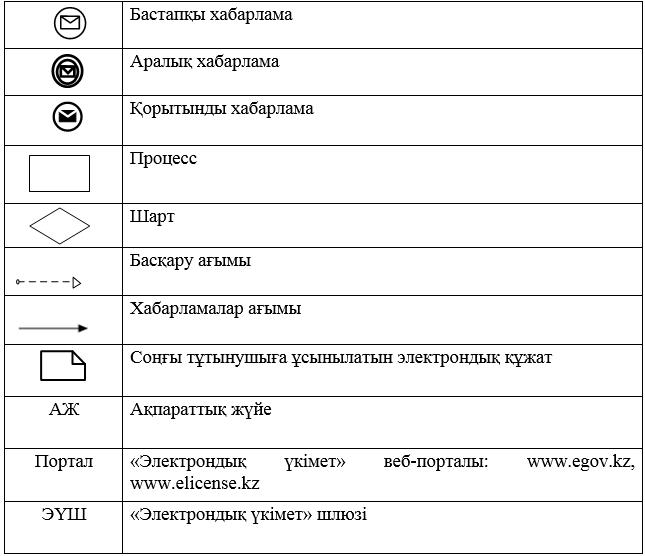 Бастапқы хабарлама
Аралық хабарлама
Қорытынды хабарлама
Процесс
Шарт
Басқару ағымы
Хабарламалар ағымы
Соңғы тұтынушыға ұсынылатын электрондық құжат
АЖ Ақпараттық жүйе
Портал «Электрондық үкімет» веб-порталы: www.egov.kz,
www.elicense.kz
ЭҮШ «Электрондық үкімет» шлюзі